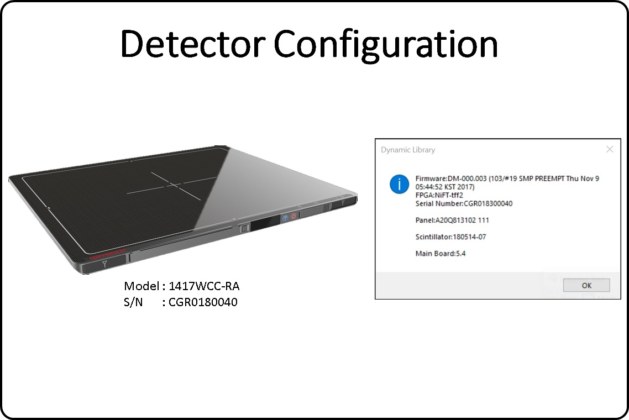 Detector Configuration
Dynamic Library
Firmware:DM-000.003 (103/#19 SMP PREEMPT Thu Nov 9
05:44:52 KST 2017)
FPGA:NiFT-tff2
Serial Number:CGR018300040
Panel:A20QB13102 111
Scintillator:180514-07
Main Board:5.4
OK
Model : 1417WCC-RA
S/N : CGR0180040